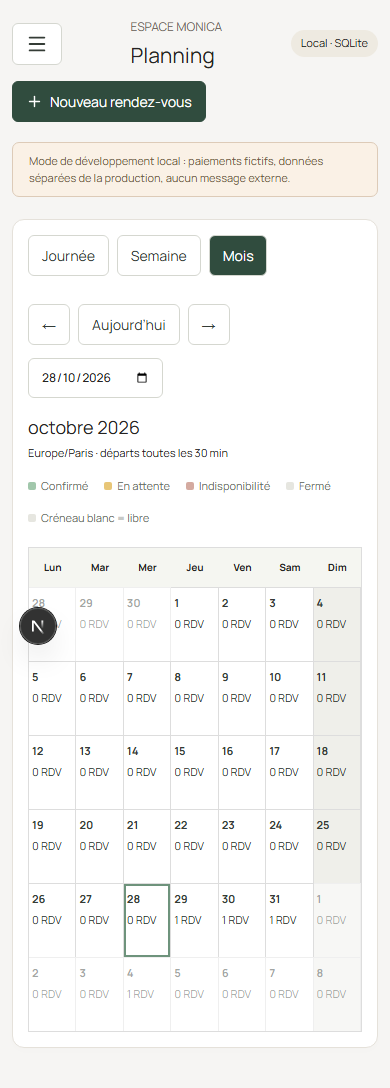 ESPACE MONICA
Planning
Local · SQLite
+ Nouveau rendez-vous
Mode de développement local : paiements fictifs, données
séparées de la production, aucun message externe.
Journée Semaine Mois
← Aujourd'hui →
28/10/2026
octobre 2026
Europe/Paris · départs toutes les 30 min
Confirmé En attente Indisponibilité Fermé
Créneau blanc = libre
Lun Mar Mer Jeu Ven Sam Dim
28 29 30 1 2 3 4
0 RDV 0 RDV 0 RDV 0 RDV 0 RDV 0 RDV
N
5 6 7 8 9 10 11
0 RDV 0 RDV 0 RDV 0 RDV 0 RDV 0 RDV 0 RDV
12 13 14 15 16 17 18
0 RDV 0 RDV 0 RDV 0 RDV 0 RDV 0 RDV 0 RDV
19 20 21 22 23 24 25
0 RDV 0 RDV 0 RDV 0 RDV 0 RDV 0 RDV 0 RDV
26 27 28 29 30 31 1
0 RDV 0 RDV 0 RDV 1 RDV 1 RDV 1 RDV 0 RDV
2 3 4 5 6 7 8
0 RDV 0 RDV 1 RDV 0 RDV 0 RDV 0 RDV 0 RDV